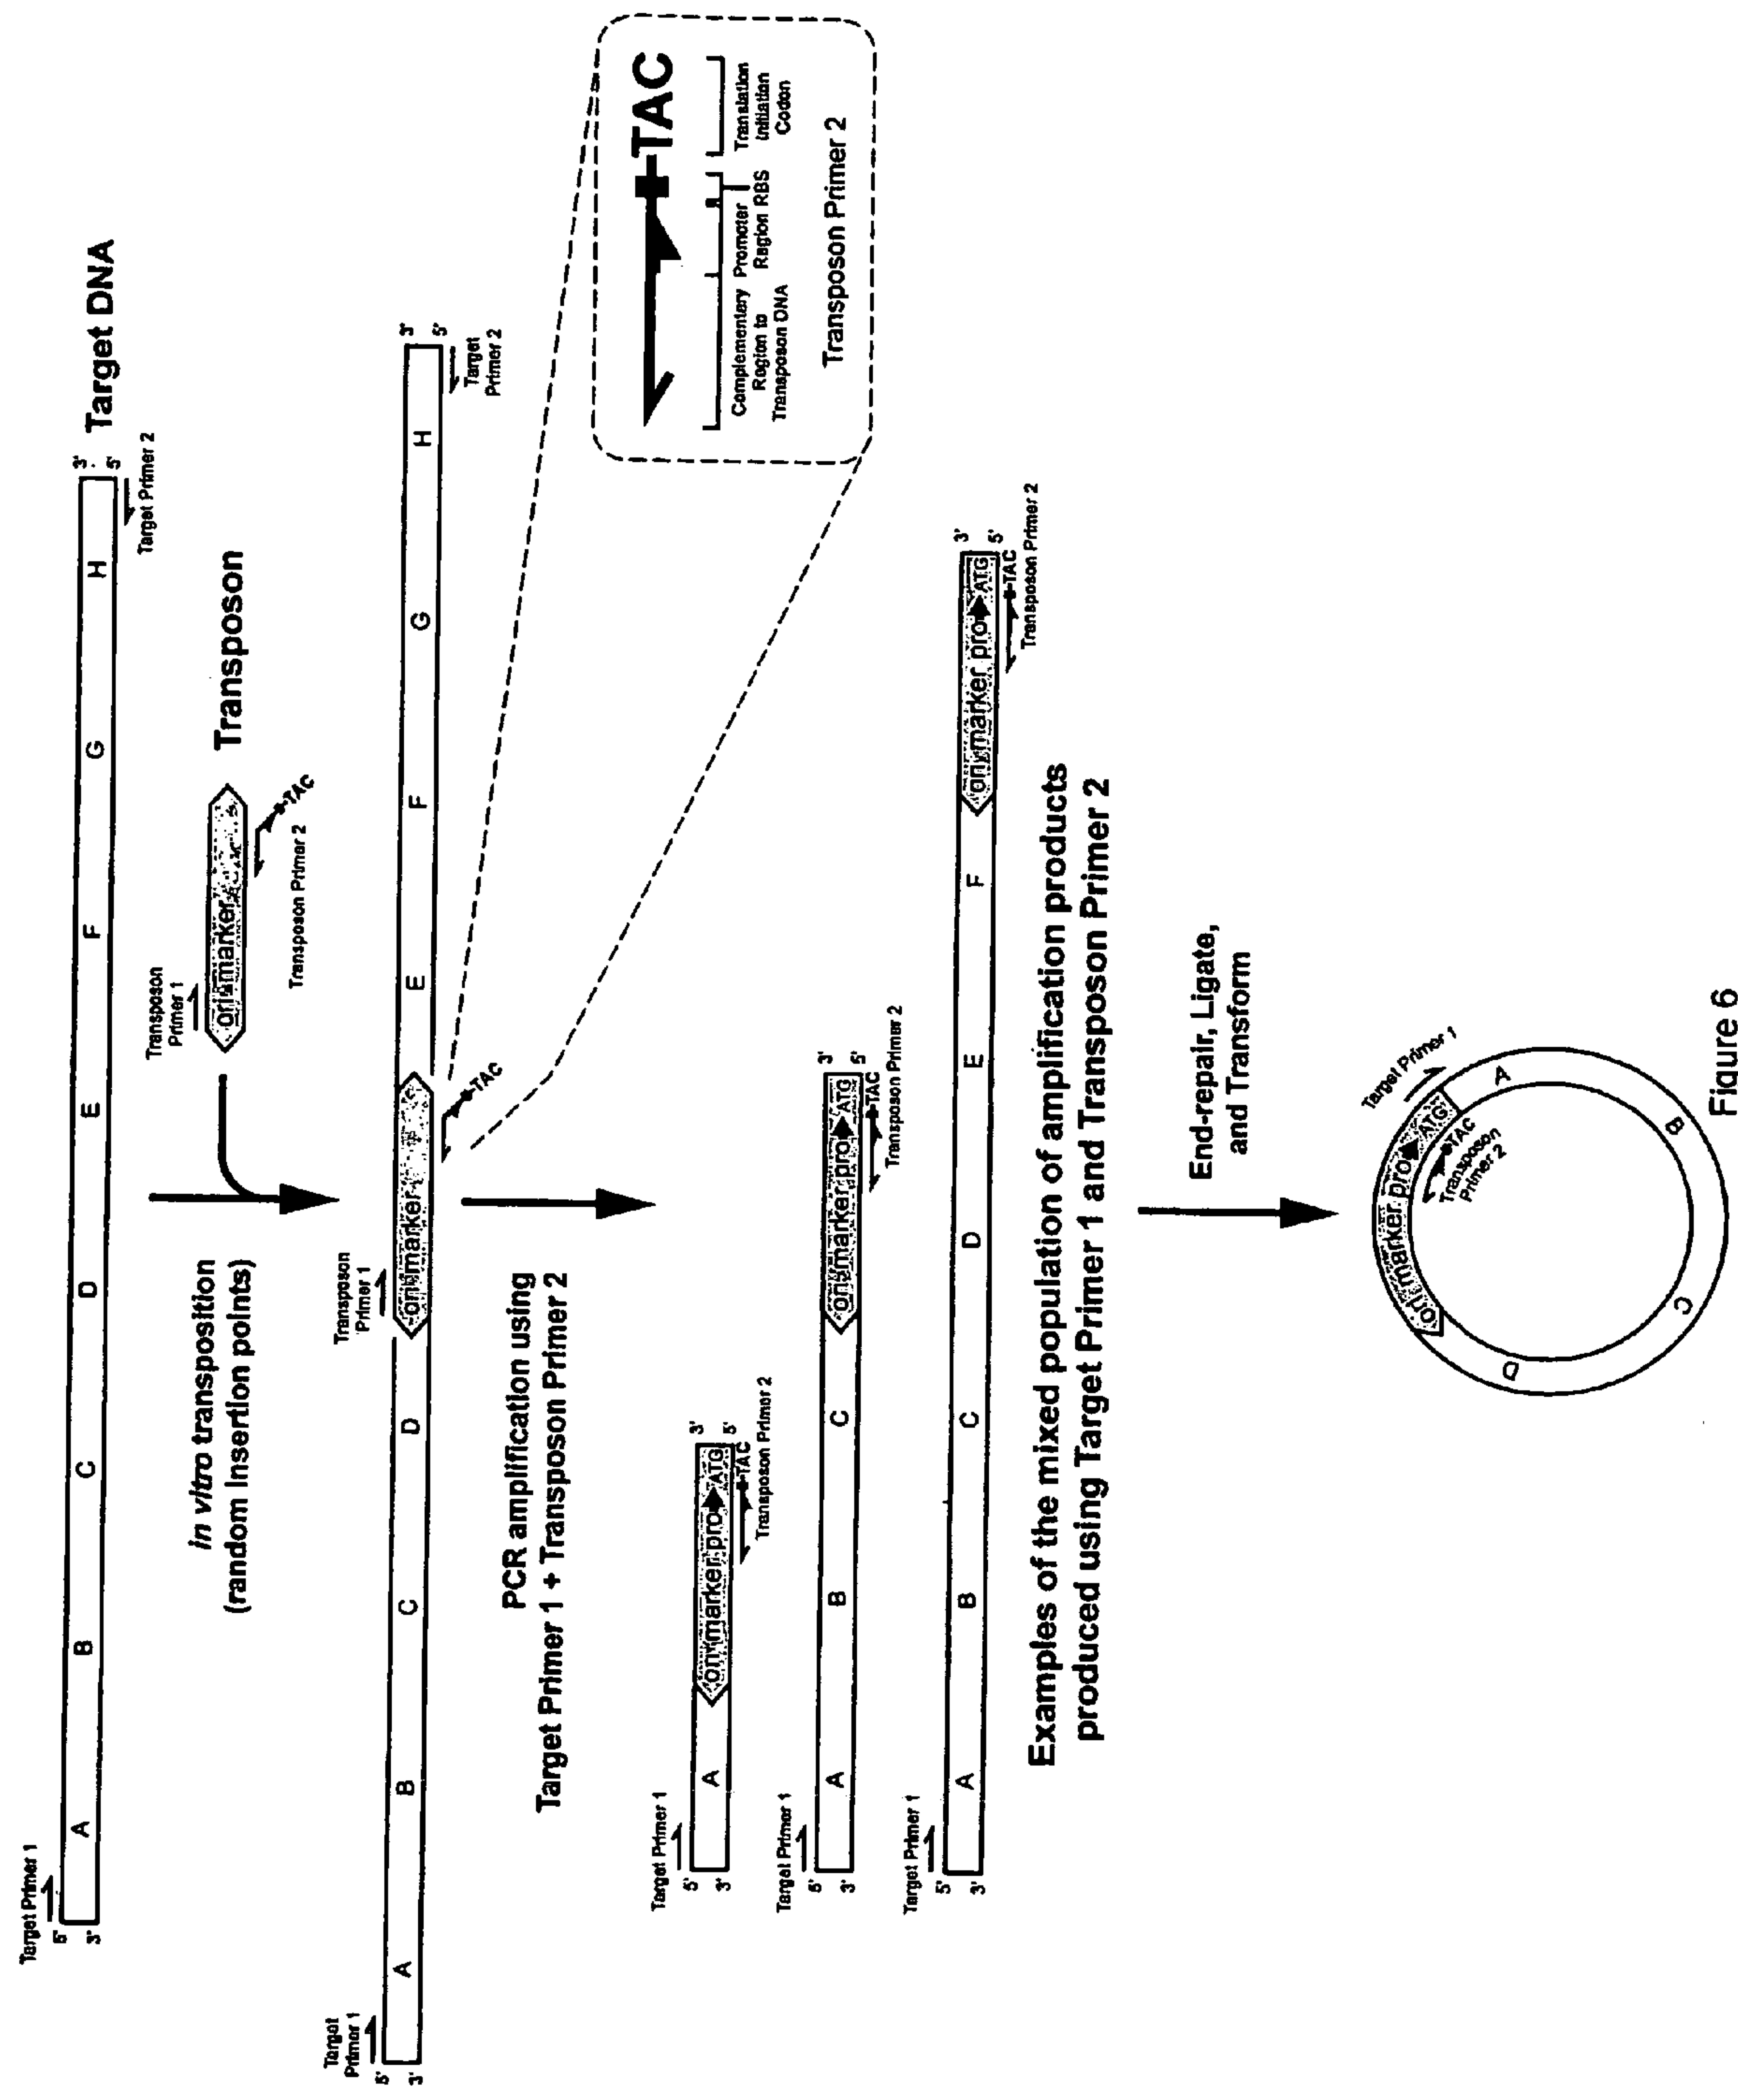 Target Primer 1
5'
3'
A B C D E F G H
3'
5'
Target DNA
Target Primer 2
Transposon
Primer 1
ori marker
Transposon
-TAC
Transposon Primer 2
in vitro transposition
(random insertion points)
Target
Primer 1
5'
3'
A B C D
Transposon
Primer 1
ori marker
-TAC
E F G H
3'
5'
Target
Primer 2
PCR amplification using
Target Primer 1 + Transposon Primer 2
TAC
Complementary
Region to
Transposon DNA
Promoter
Region
RBS
Translation
Initiation
Codon
Transposon Primer 2
Target Primer 1
5'
3'
A
ori marker pro ATG
3'
5'
-TAC
Transposon Primer 2
Target Primer 1
5'
3'
A B C
ori marker pro ATG
3'
5'
-TAC
Transposon Primer 2
Target Primer 1
5'
3'
A B C D E F
ori marker pro ATG
3'
5'
-TAC
Transposon Primer 2
Examples of the mixed population of amplification products
produced using Target Primer 1 and Transposon Primer 2
End-repair, Ligate,
and Transform
Target Primer 1
ori marker pro ATG
-TAC
Transposon
Primer 2
A
B
C
D
Figure 6